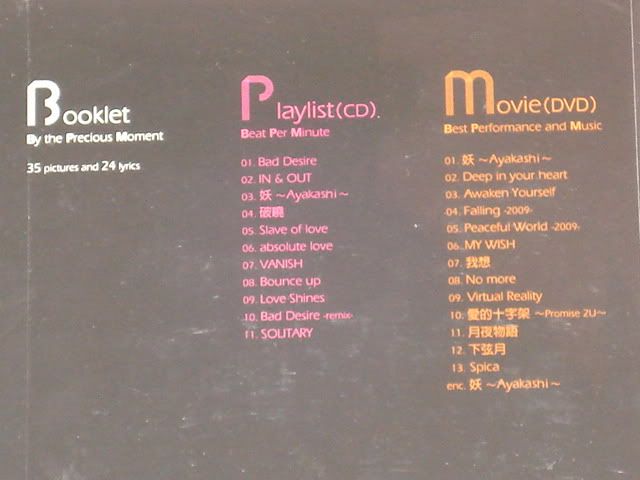 Booklet
By the Precious Moment
35 pictures and 24 lyrics
Playlist(CD).
Beat Per Minute
01. Bad Desire
02. IN & OUT
03. 妖 ～Ayakashi～
04. 破曉
05. Slave of love
06. absolute love
07. VANISH
08. Bounce up
09. Love Shines
10. Bad Desire -remix-
11. SOLITARY
Movie(DVD)
Best Performance and Music
01. 妖 ～Ayakashi～
02. Deep in your heart
03. Awaken Yourself
04. Falling -2009-
05. Peaceful World -2009-
06. MY WISH
07. 我想
08. No more
09. Virtual Reality
10. 愛的十字架 ～Promise 2U～
11. 月夜物語
12. 下弦月
13. Spica
enc. 妖 ～Ayakashi～